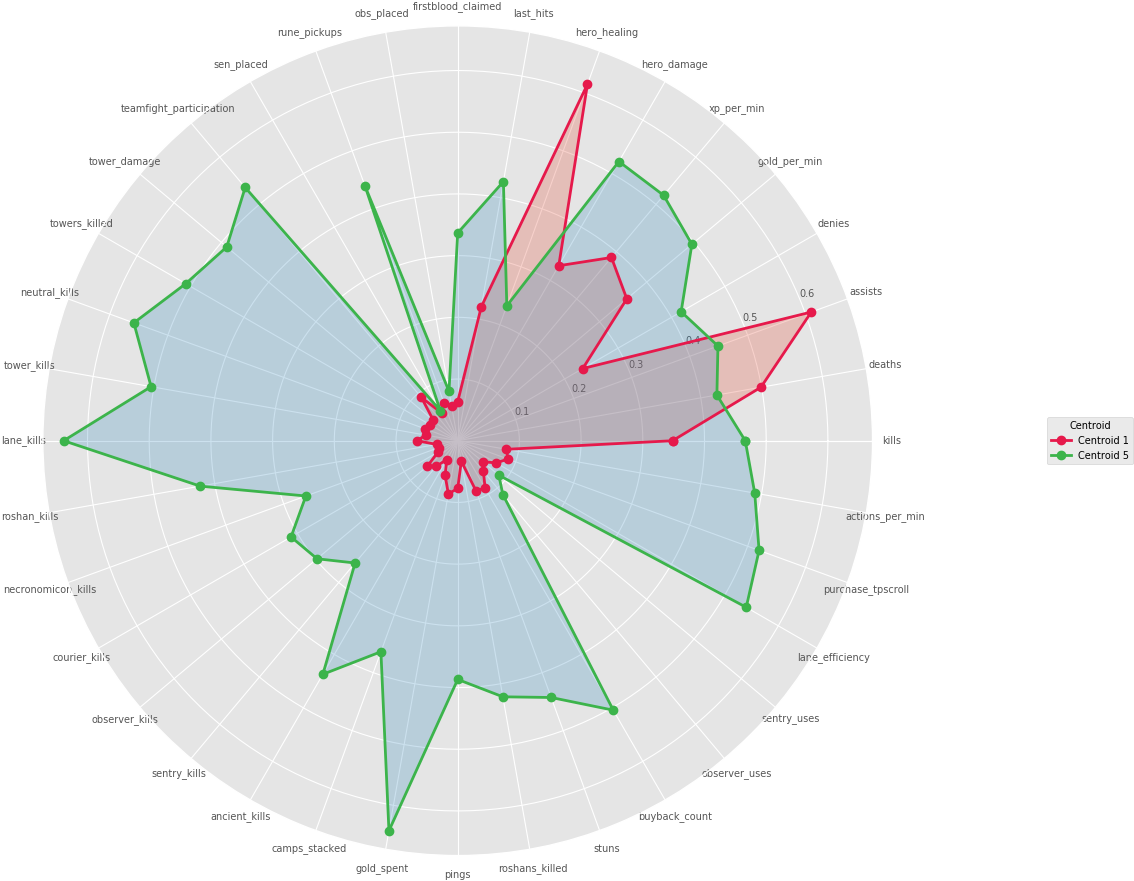 firstblood_claimed
obs_placed
last_hits
rune_pickups
hero_healing
sen_placed
hero_damage
teamfight_participation
xp_per_min
tower_damage
gold_per_min
towers_killed
denies
neutral_kills
assists
0.6
0.5
0.4
0.3
0.2
0.1
tower_kills
deaths
lane_kills
kills
Centroid
Centroid 1
Centroid 5
roshan_kills
actions_per_min
necronomicon_kills
purchase_tpscroll
courier_kills
lane_efficiency
observer_kills
sentry_uses
sentry_kills
observer_uses
ancient_kills
buyback_count
camps_stacked
stuns
gold_spent
roshans_killed
pings